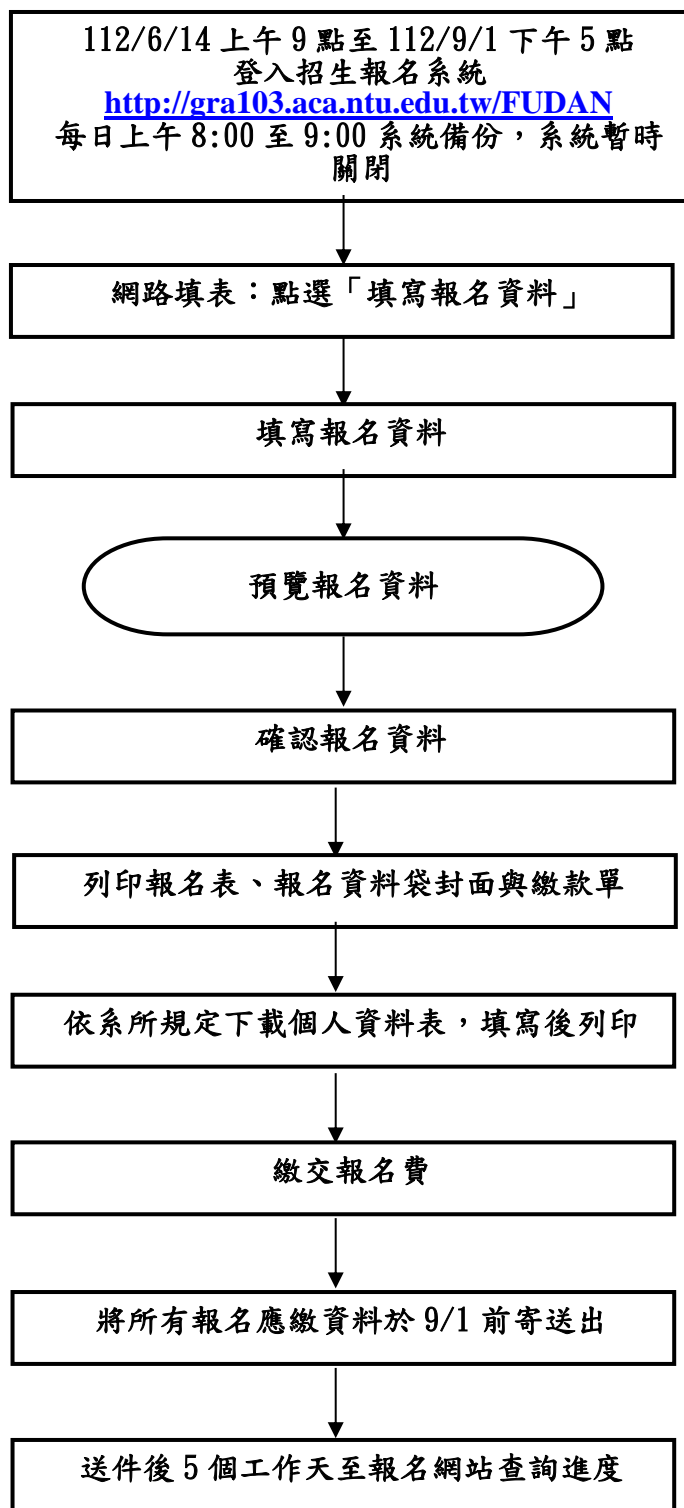 112/6/14 上午 9 點至 112/9/1 下午 5 點
登入招生報名系統
http://gra103.aca.ntu.edu.tw/FUDAN
每日上午 8:00 至 9:00 系統備份，系統暫時
關閉
網路填表：點選「填寫報名資料」
填寫報名資料
預覽報名資料
確認報名資料
列印報名表、報名資料袋封面與繳款單
依系所規定下載個人資料表，填寫後列印
繳交報名費
將所有報名應繳資料於 9/1 前寄送出
送件後 5 個工作天至報名網站查詢進度